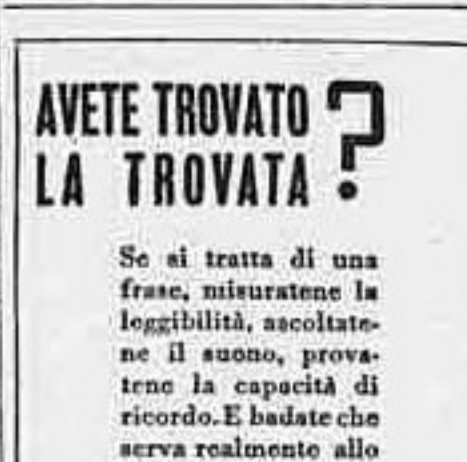 AVETE TROVATO
LA TROVATA ?
Se si tratta di una
frase, misuratene la
leggibilità, ascoltate-
ne il suono, prova-
tene la capacità di
ricordo. E badate che
serva realmente allo